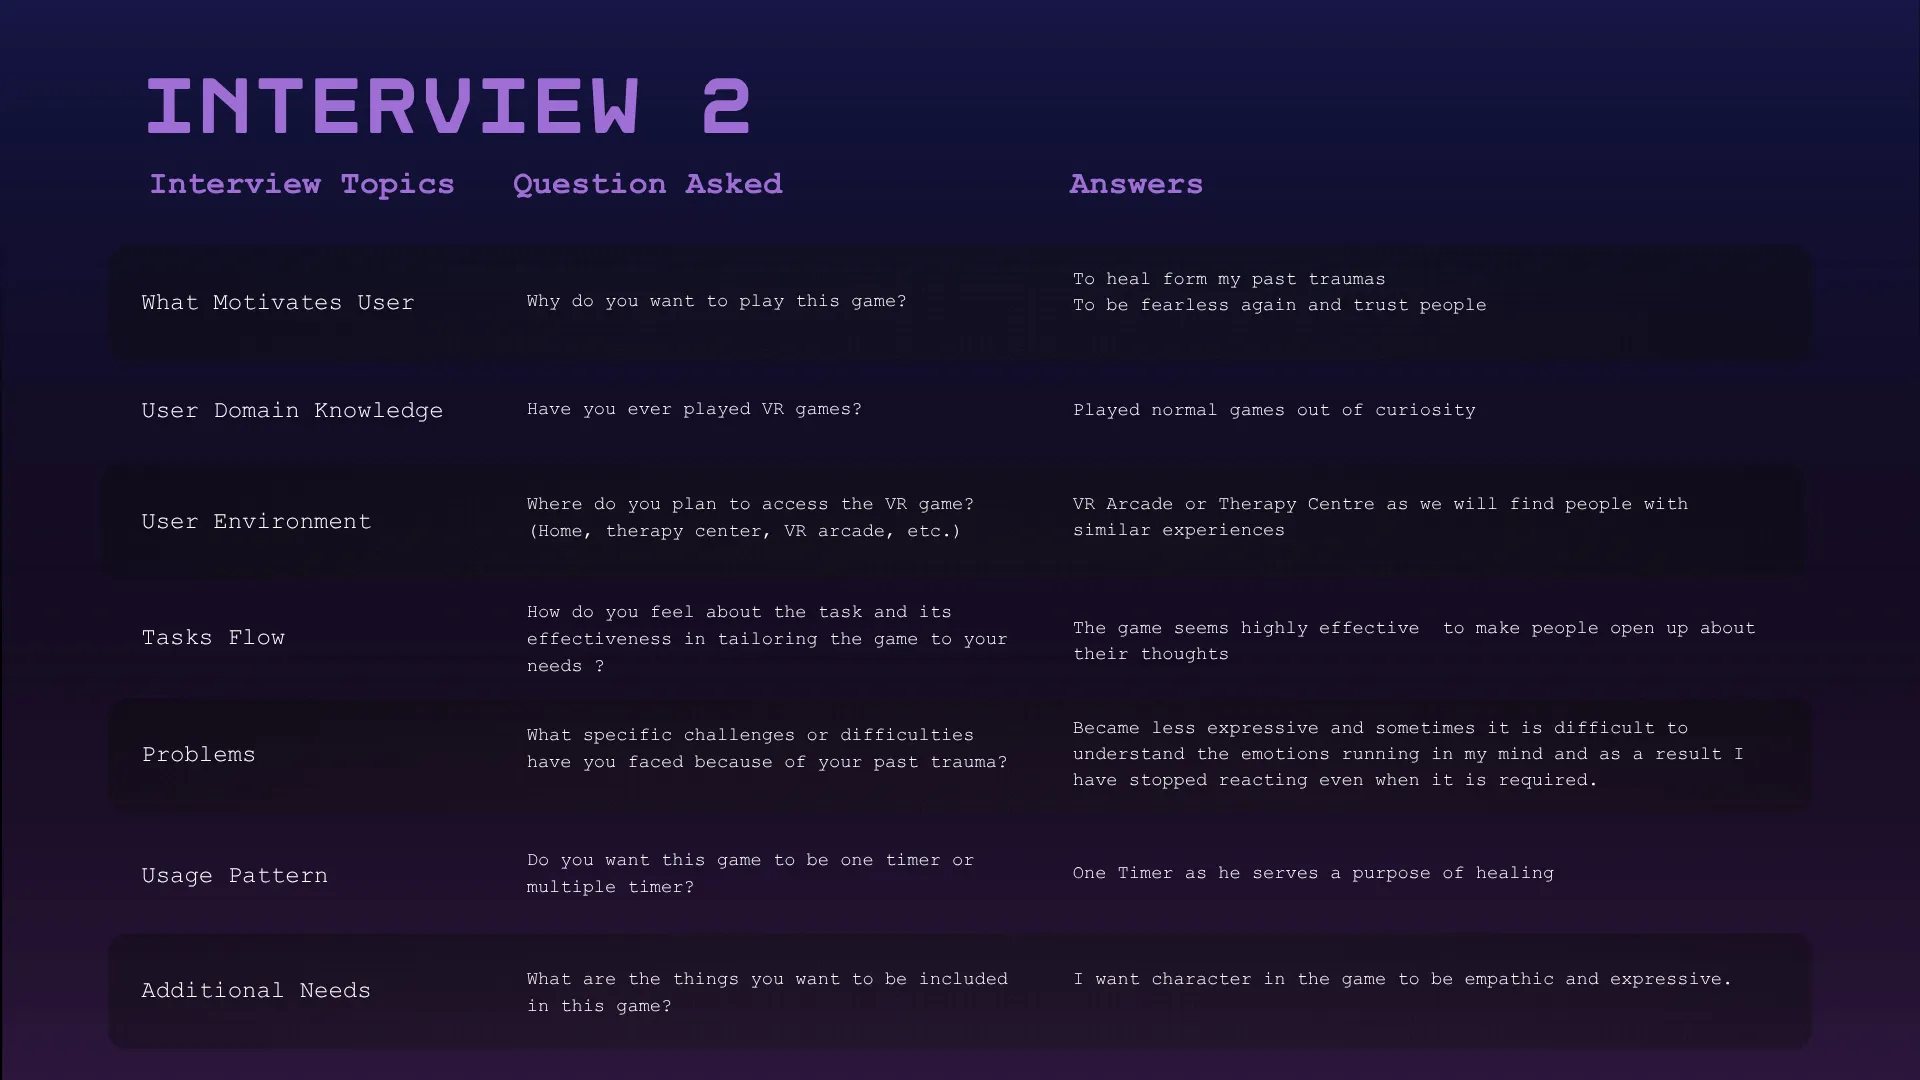 INTERVIEW 2
Interview Topics Question Asked Answers
What Motivates User
Why do you want to play this game?
To heal form my past traumas
To be fearless again and trust people
User Domain Knowledge
Have you ever played VR games?
Played normal games out of curiosity
User Environment
Where do you plan to access the VR game?
(Home, therapy center, VR arcade, etc.)
VR Arcade or Therapy Centre as we will find people with
similar experiences
Tasks Flow
How do you feel about the task and its
effectiveness in tailoring the game to your
needs ?
The game seems highly effective  to make people open up about
their thoughts
Problems
What specific challenges or difficulties
have you faced because of your past trauma?
Became less expressive and sometimes it is difficult to
understand the emotions running in my mind and as a result I
have stopped reacting even when it is required.
Usage Pattern
Do you want this game to be one timer or
multiple timer?
One Timer as he serves a purpose of healing
Additional Needs
What are the things you want to be included
in this game?
I want character in the game to be empathic and expressive.